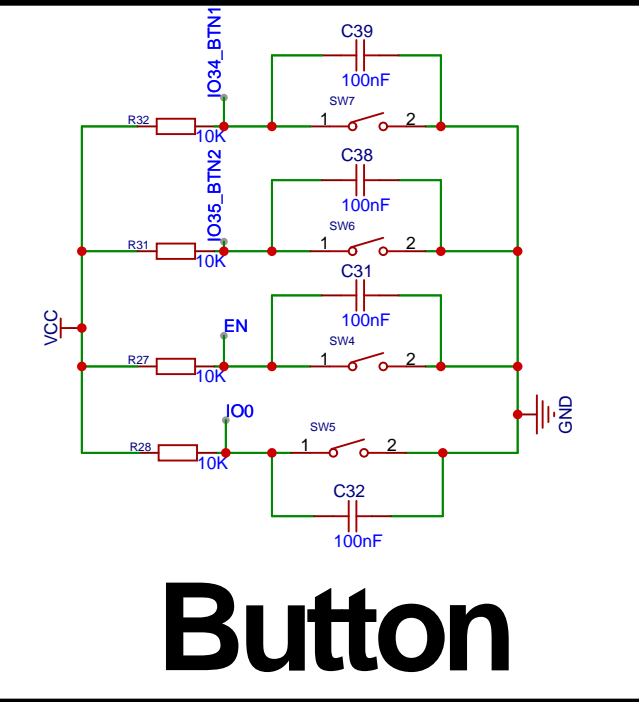 IO34_BTN1
C39
100nF
SW7
R32
1
2
10K
IO35_BTN2
C38
100nF
SW6
R31
1
2
10K
C31
100nF
VCC
EN
SW4
R27
1
2
10K
GND
IO0
SW5
R28
1
2
10K
C32
100nF
Button